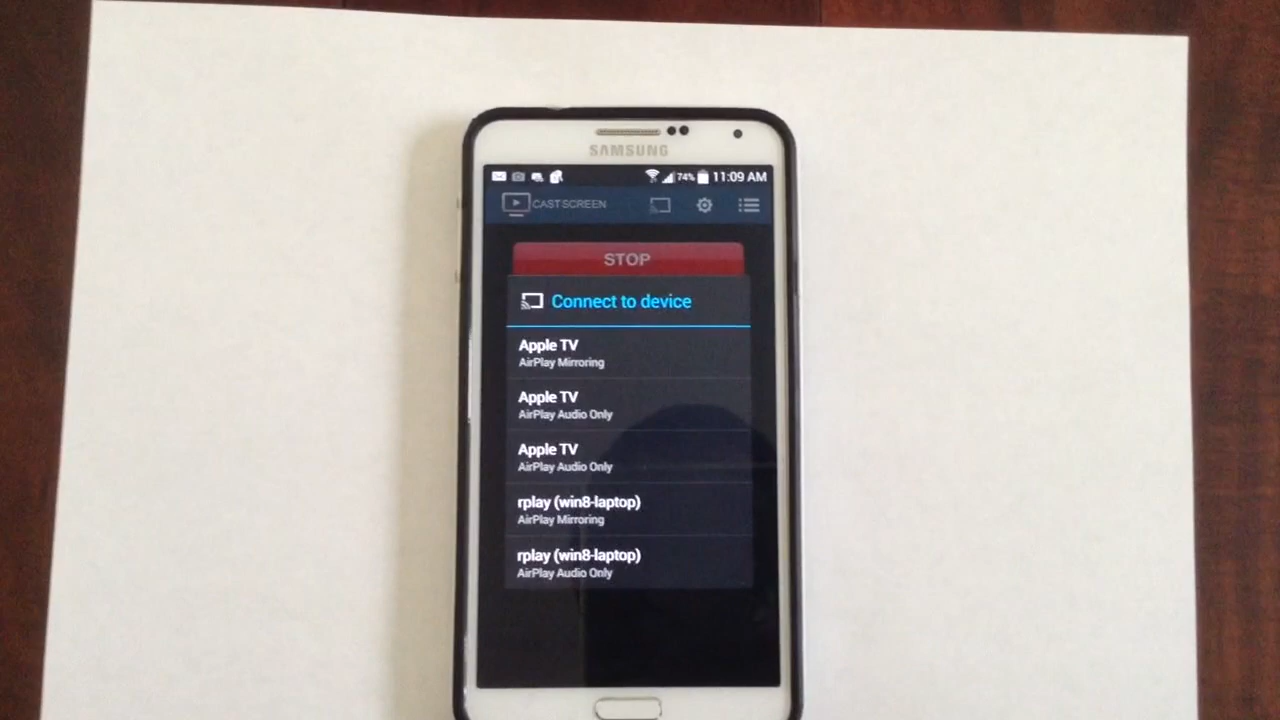 SAMSUNG
74% 11:09 AM
CASTSCREEN
STOP
Connect to device
Apple TV
AirPlay Mirroring
Apple TV
AirPlay Audio Only
Apple TV
AirPlay Audio Only
rplay (win8-laptop)
AirPlay Mirroring
rplay (win8-laptop)
AirPlay Audio Only